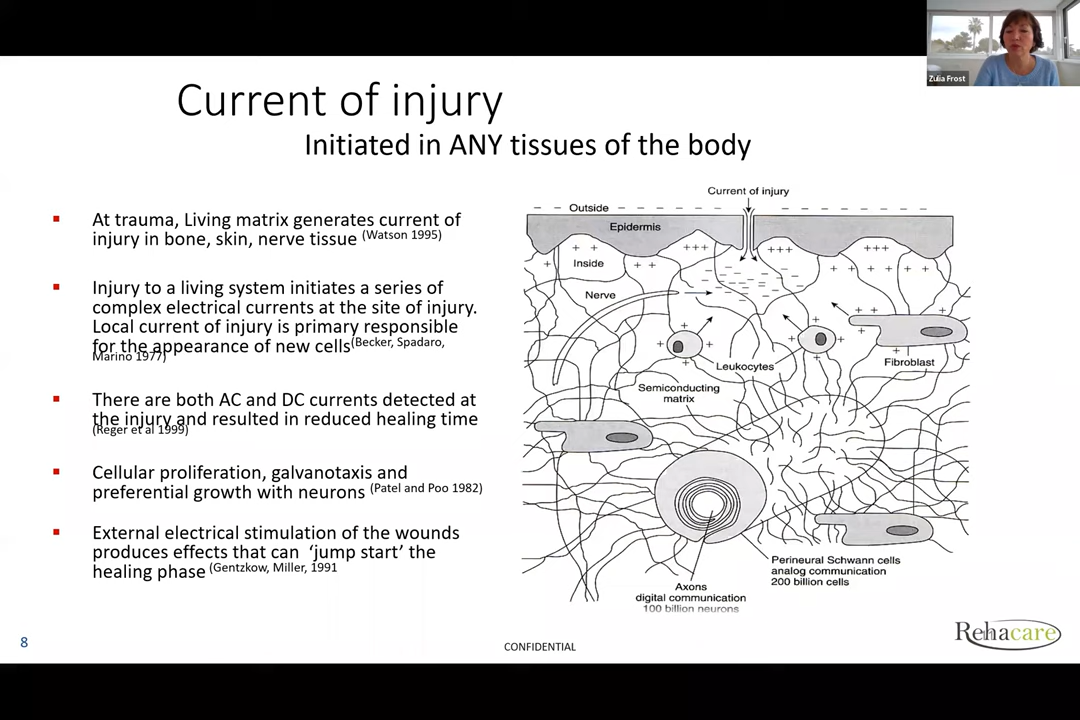 Zulia Frost
Current of injury
Initiated in ANY tissues of the body
▪ At trauma, Living matrix generates current of
injury in bone, skin, nerve tissue (Watson 1995)
▪ Injury to a living system initiates a series of
complex electrical currents at the site of injury.
Local current of injury is primary responsible
for the appearance of new cells(Becker, Spadaro,
Marino 1977)
▪ There are both AC and DC currents detected at
the injury and resulted in reduced healing time
(Reger et al 1999)
▪ Cellular proliferation, galvanotaxis and
preferential growth with neurons (Patel and Poo 1982)
▪ External electrical stimulation of the wounds
produces effects that can ‘jump start’ the
healing phase (Gentzkow, Miller, 1991
Current of injury
Outside
Epidermis
Inside
Nerve
Leukocytes
Fibroblast
Semiconducting
matrix
Perineural Schwann cells
analog communication
200 billion cells
Axons
digital communication
100 billion neurons
8
CONFIDENTIAL
Rehacare